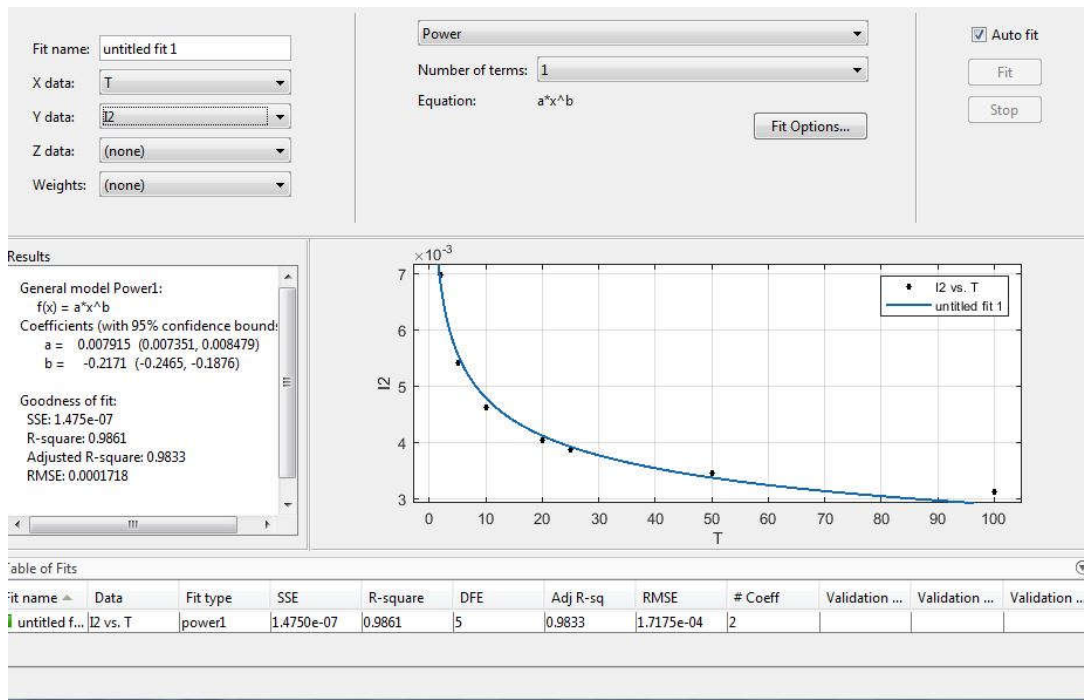 Fit name: untitled fit 1
X data: T
Y data: I2
Z data: (none)
Weights: (none)
Power
Number of terms: 1
Equation: a*x^b
Fit Options...
Auto fit
Fit
Stop
Results
General model Power1:
f(x) = a*x^b
Coefficients (with 95% confidence bounds
a = 0.007915 (0.007351, 0.008479)
b = -0.2171 (-0.2465, -0.1876)
Goodness of fit:
SSE: 1.475e-07
R-square: 0.9861
Adjusted R-square: 0.9833
RMSE: 0.0001718
×10^-3
7
6
5
4
3
I2
0 10 20 30 40 50 60 70 80 90 100
T
I2 vs. T
untitled fit 1
Table of Fits
Fit name Data Fit type SSE R-square DFE Adj R-sq RMSE # Coeff Validation ... Validation ... Validation ...
untitled f... I2 vs. T power1 1.4750e-07 0.9861 5 0.9833 1.7175e-04 2